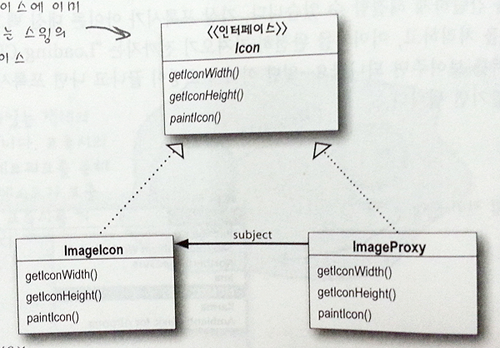 이스에 이미
는 스윙의
이스
<<인터페이스>>
Icon
getIconWidth()
getIconHeight()
paintIcon()
ImageIcon
getIconWidth()
getIconHeight()
paintIcon()
subject
ImageProxy
getIconWidth()
getIconHeight()
paintIcon()